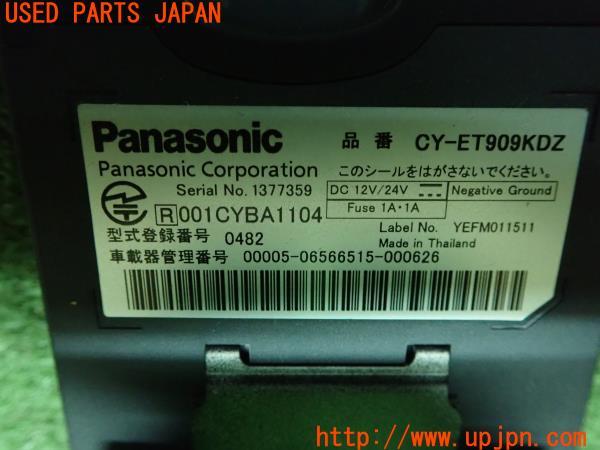 USED PARTS JAPAN
Panasonic 品番 CY-ET909KDZ
Panasonic Corporation このシールをはがさないでください。
Serial No. 1377359 DC 12V/24V Negative Ground
R 001CYBA1104 Fuse 1A・1A
Label No. YEFM011511
型式登録番号 0482 Made in Thailand
車載器管理番号 00005-06566515-000626
UPJ
http://www.upjpn.com